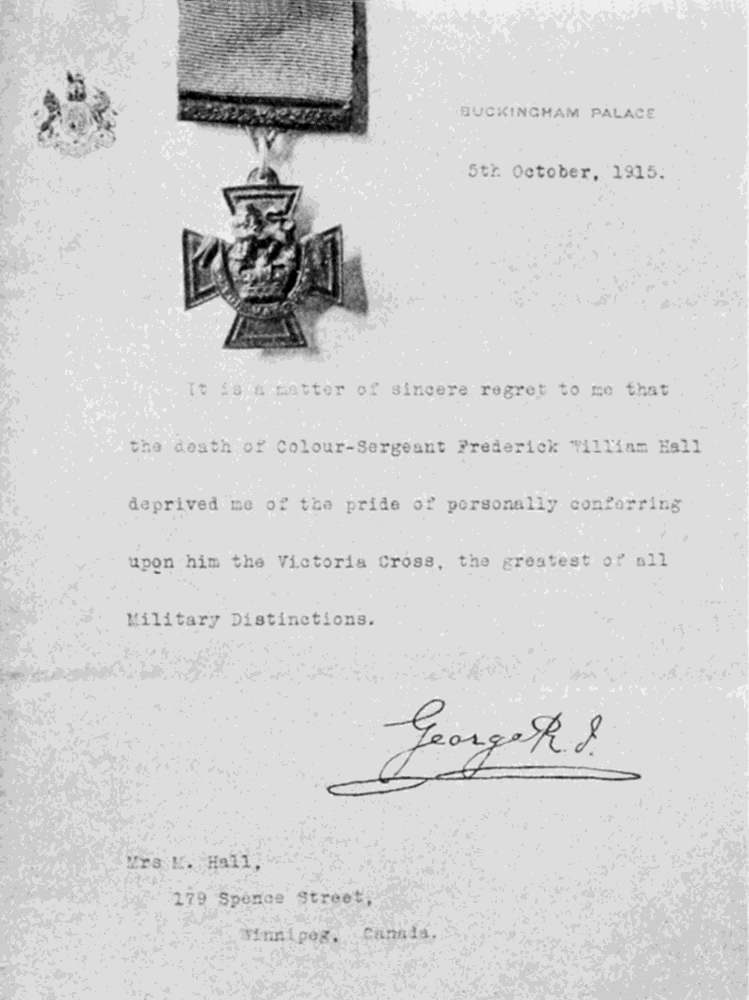 BUCKINGHAM PALACE
5th October, 1915.
It is a matter of sincere regret to me that
the death of Colour-Sergeant Frederick William Hall
deprived me of the pride of personally conferring
upon him the Victoria Cross, the greatest of all
Military Distinctions.
George R.I.
Mrs M. Hall,
179 Spence Street,
Winnipeg, Canada.